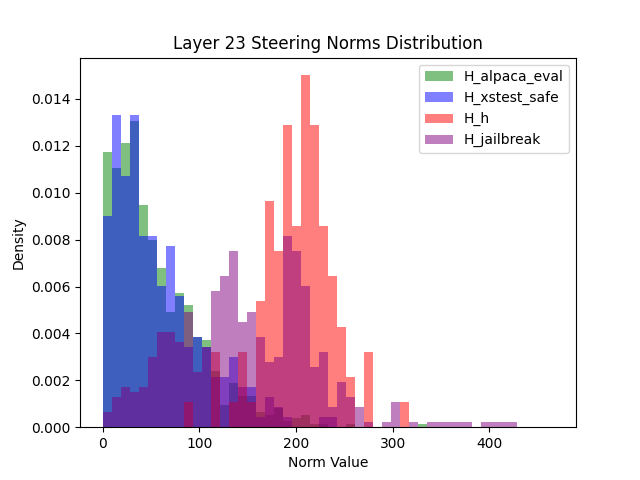 Layer 23 Steering Norms Distribution
H_alpaca_eval
H_xstest_safe
H_h
H_jailbreak
Density
0.014
0.012
0.010
0.008
0.006
0.004
0.002
0.000
0
100
200
300
400
Norm Value